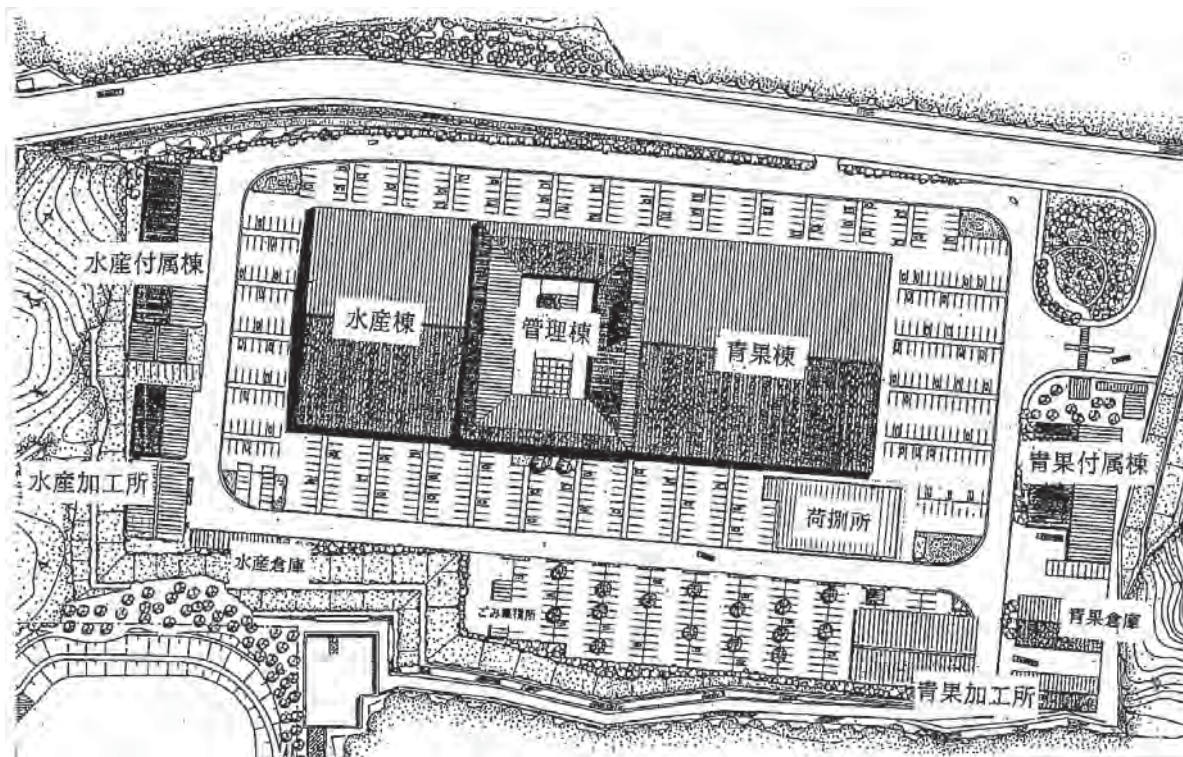 水産付属棟
水産棟
管理棟
青果棟
水産加工所
青果付属棟
荷捌所
水産倉庫
ごみ集積所
青果倉庫
青果加工所